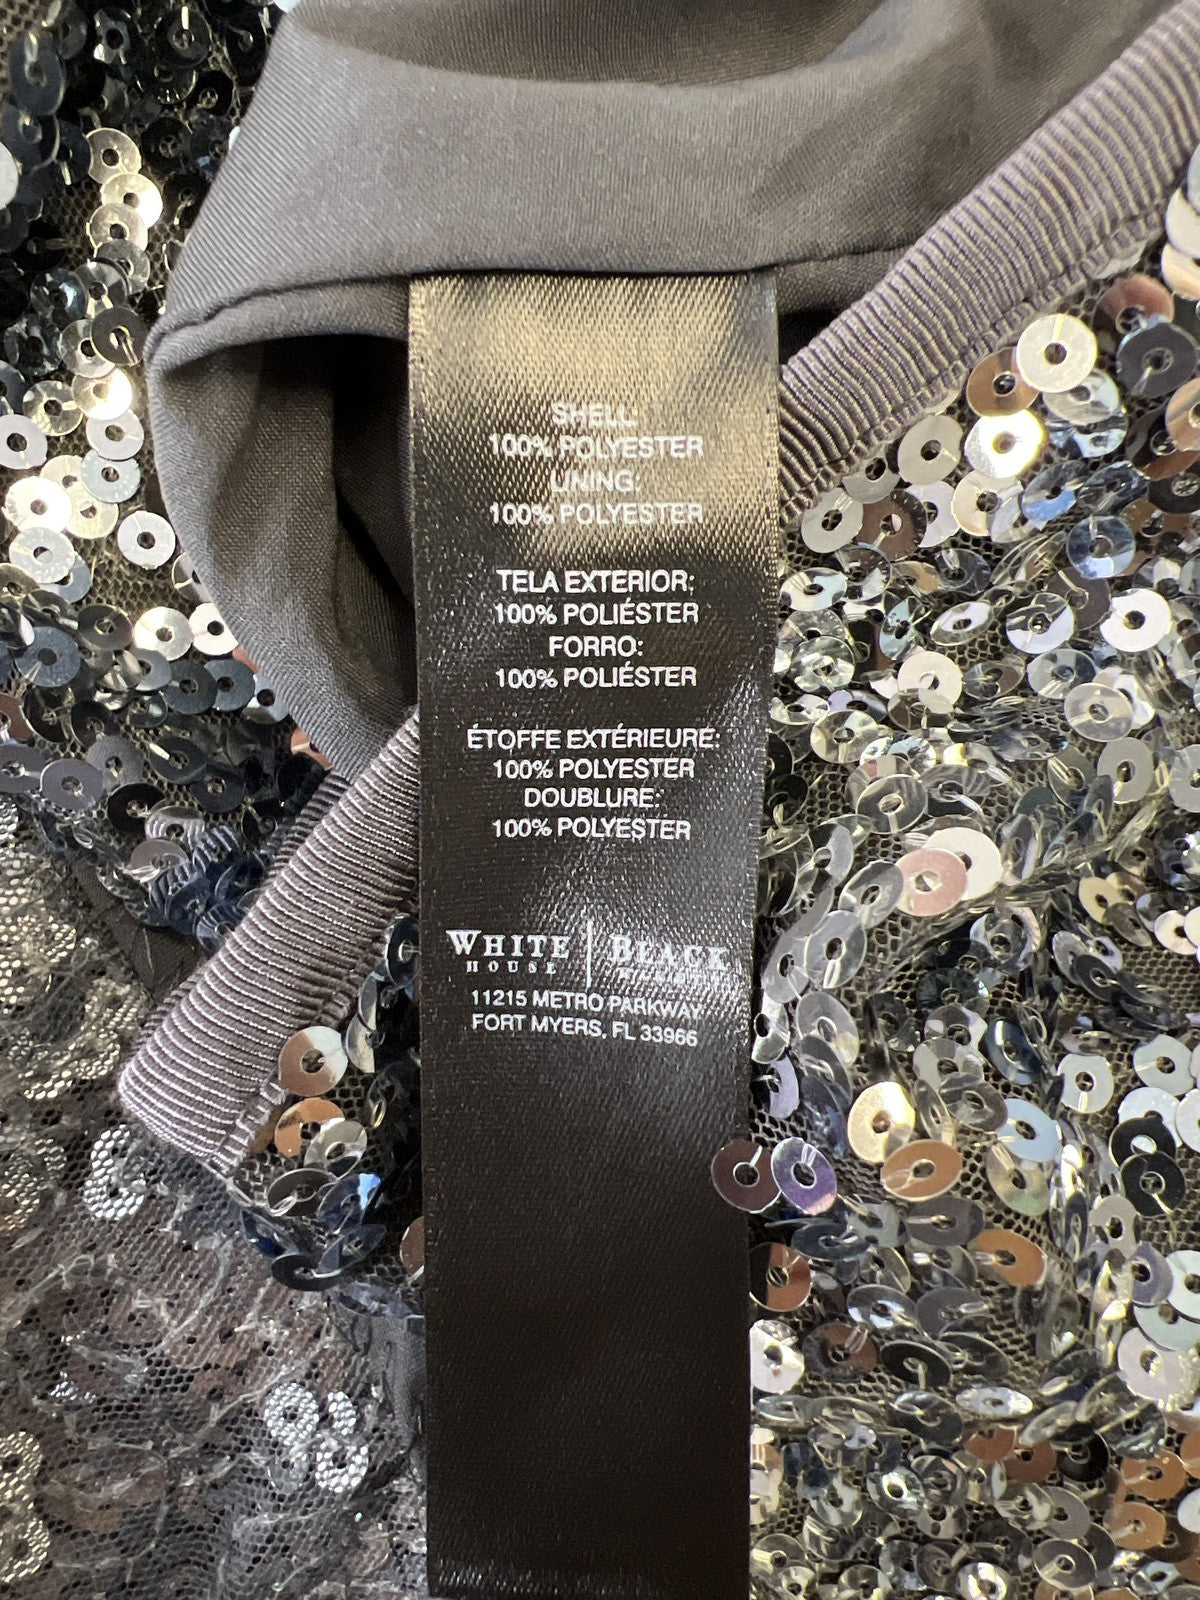 SHELL:
100% POLYESTER
LINING:
100% POLYESTER
TELA EXTERIOR:
100% POLIÉSTER
FORRO:
100% POLIÉSTER
ÉTOFFE EXTÉRIEURE:
100% POLYESTER
DOUBLURE:
100% POLYESTER
WHITE | BLACK
HOUSE | MARKET
11215 METRO PARKWAY
FORT MYERS, FL 33966